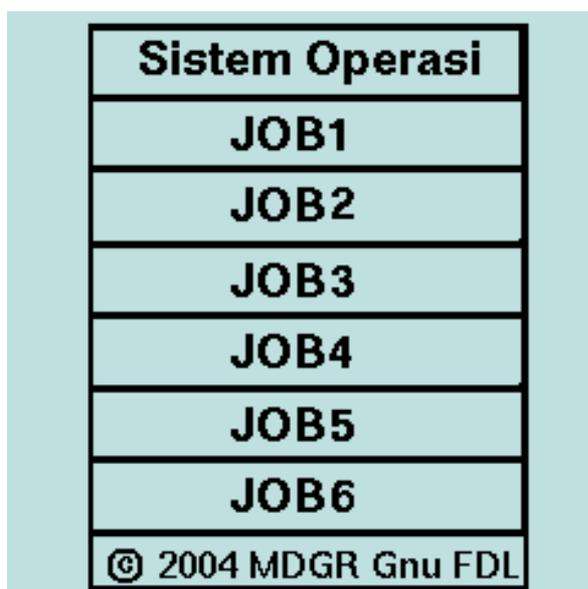 Sistem Operasi
JOB1
JOB2
JOB3
JOB4
JOB5
JOB6
© 2004 MDGR Gnu FDL